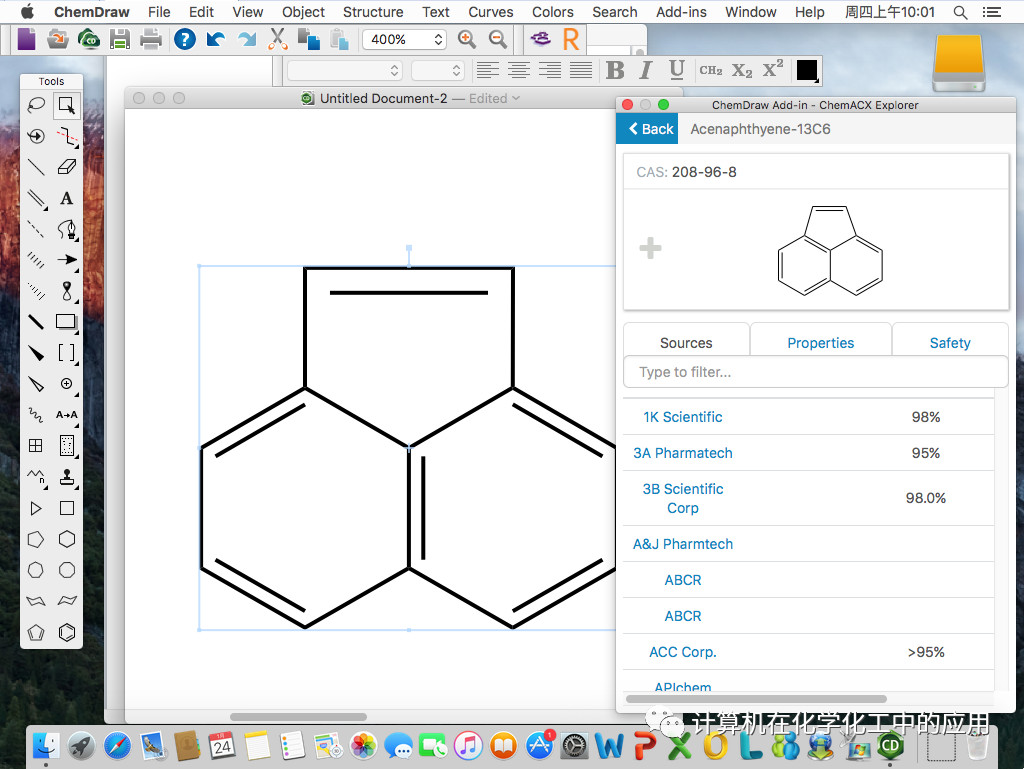 ChemDraw File Edit View Object Structure Text Curves Colors Search Add-ins Window Help 周四上午10:01
400%
R
B I U CH2 X2 X2
Tools
Untitled Document-2 — Edited
ChemDraw Add-in - ChemACX Explorer
Back Acenaphthyene-13C6
CAS: 208-96-8
Sources Properties Safety
Type to filter...
1K Scientific 98%
3A Pharmatech 95%
3B Scientific
Corp 98.0%
A&J Pharmtech
ABCR
ABCR
ACC Corp. >95%
APIchem
A
A→A
n
计算机在化学化工中的应用
24
1
W P X O L
CD